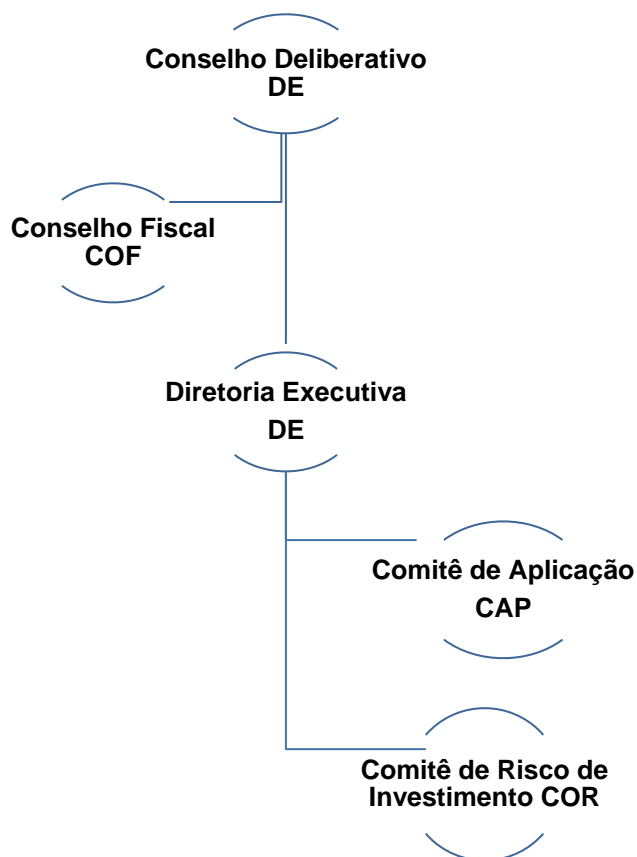 Conselho Deliberativo
DE
Conselho Fiscal
COF
Diretoria Executiva
DE
Comitê de Aplicação
CAP
Comitê de Risco de
Investimento COR